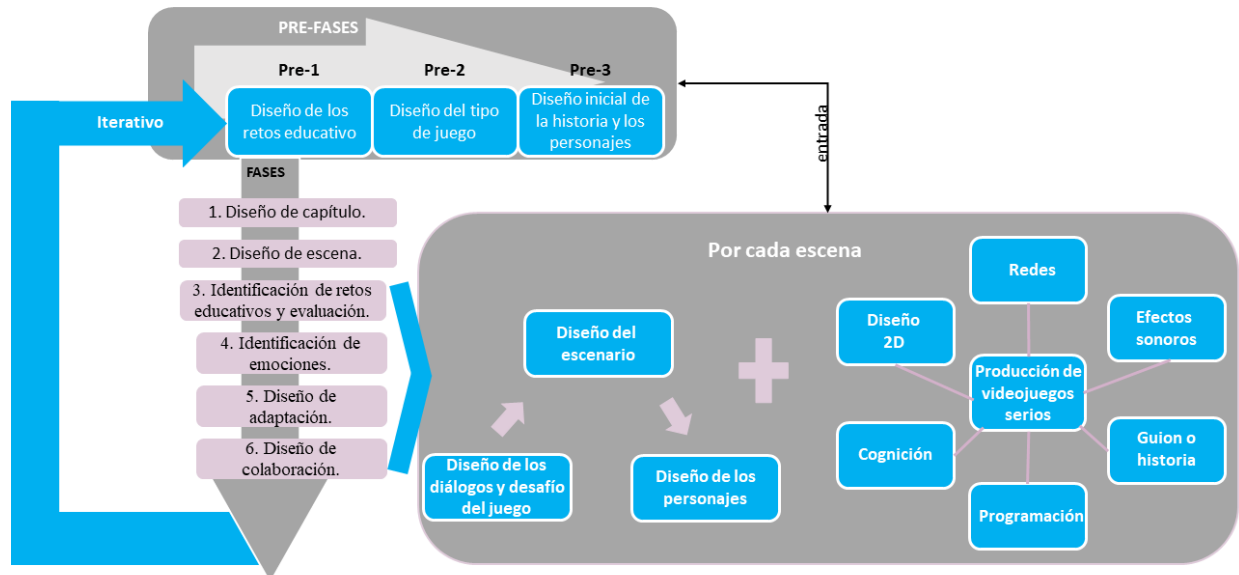 PRE-FASES
Pre-1
Pre-2
Pre-3
Iterativo
Diseño de los
retos educativo
Diseño del tipo
de juego
Diseño inicial de
la historia y los
personajes
entrada
FASES
1. Diseño de capítulo.
2. Diseño de escena.
3. Identificación de retos
educativos y evaluación.
4. Identificación de
emociones.
5. Diseño de
adaptación.
6. Diseño de
colaboración.
Por cada escena
Diseño del
escenario
Diseño de los
diálogos y desafío
del juego
Diseño de los
personajes
Redes
Diseño
2D
Efectos
sonoros
Producción de
videojuegos
serios
Cognición
Guion o
historia
Programación